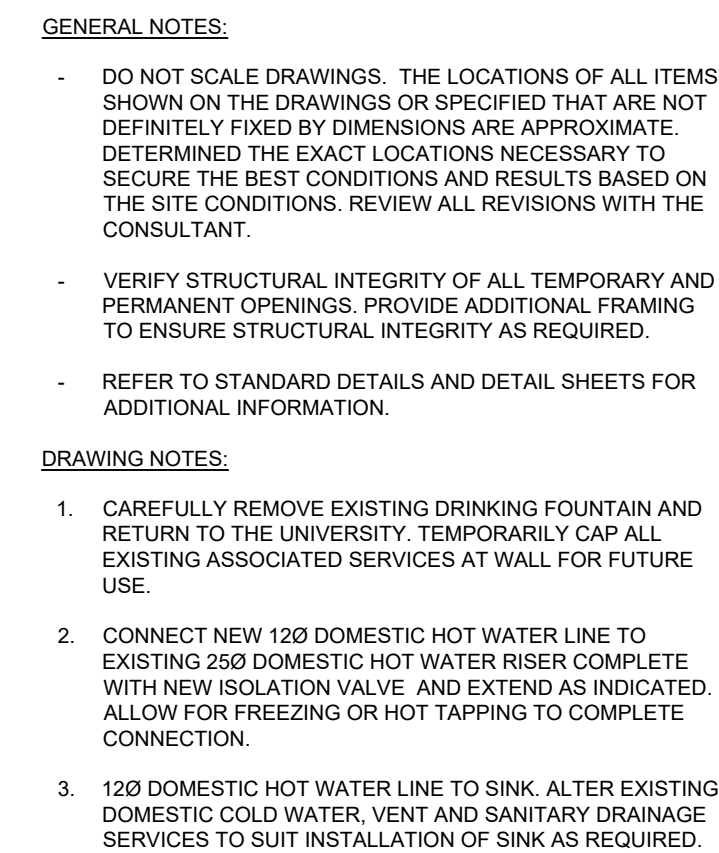 GENERAL NOTES:
- DO NOT SCALE DRAWINGS. THE LOCATIONS OF ALL ITEMS
SHOWN ON THE DRAWINGS OR SPECIFIED THAT ARE NOT
DEFINITELY FIXED BY DIMENSIONS ARE APPROXIMATE.
DETERMINED THE EXACT LOCATIONS NECESSARY TO
SECURE THE BEST CONDITIONS AND RESULTS BASED ON
THE SITE CONDITIONS. REVIEW ALL REVISIONS WITH THE
CONSULTANT.
- VERIFY STRUCTURAL INTEGRITY OF ALL TEMPORARY AND
PERMANENT OPENINGS. PROVIDE ADDITIONAL FRAMING
TO ENSURE STRUCTURAL INTEGRITY AS REQUIRED.
- REFER TO STANDARD DETAILS AND DETAIL SHEETS FOR
ADDITIONAL INFORMATION.
DRAWING NOTES:
1. CAREFULLY REMOVE EXISTING DRINKING FOUNTAIN AND
RETURN TO THE UNIVERSITY. TEMPORARILY CAP ALL
EXISTING ASSOCIATED SERVICES AT WALL FOR FUTURE
USE.
2. CONNECT NEW 12Ø DOMESTIC HOT WATER LINE TO
EXISTING 25Ø DOMESTIC HOT WATER RISER COMPLETE
WITH NEW ISOLATION VALVE AND EXTEND AS INDICATED.
ALLOW FOR FREEZING OR HOT TAPPING TO COMPLETE
CONNECTION.
3. 12Ø DOMESTIC HOT WATER LINE TO SINK. ALTER EXISTING
DOMESTIC COLD WATER, VENT AND SANITARY DRAINAGE
SERVICES TO SUIT INSTALLATION OF SINK AS REQUIRED.